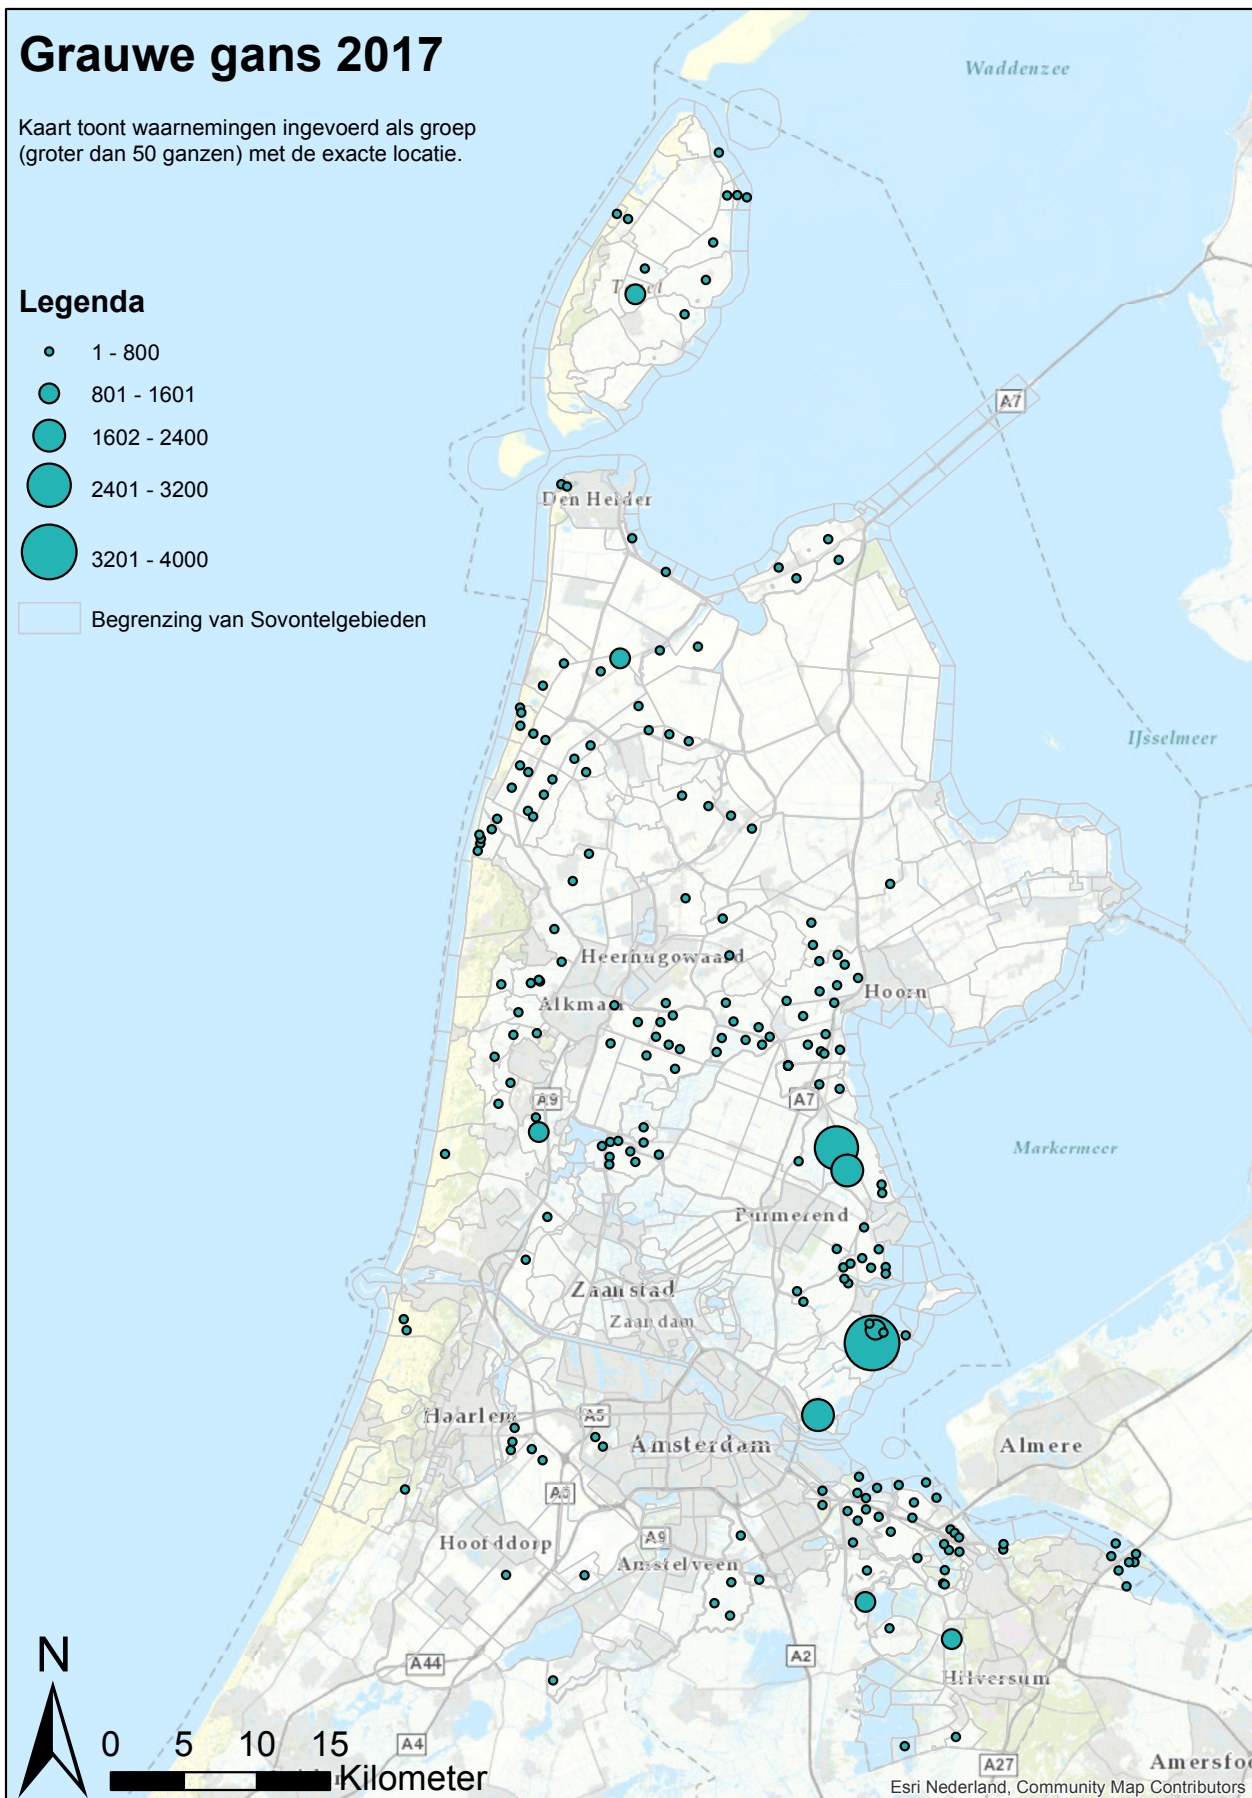 Grauwe gans 2017
Kaart toont waarnemingen ingevoerd als groep
(groter dan 50 ganzen) met de exacte locatie.
Legenda
1 - 800
801 - 1601
1602 - 2400
2401 - 3200
3201 - 4000
Begrenzing van Sovontelgebieden
Waddenzee
Texel
A7
Den Helder
IJsselmeer
Heerhugowaard
Hoorn
Alkmaar
A9
A7
Markermeer
Purmerend
Zaanstad
Zaandam
Haarlem
A5
Amsterdam
Almere
A5
Hoofddorp
A9
Amstelveen
A44
A2
Hilversum
A4
A27
Amersfoo
N
0 5 10 15
Kilometer
Esri Nederland, Community Map Contributors